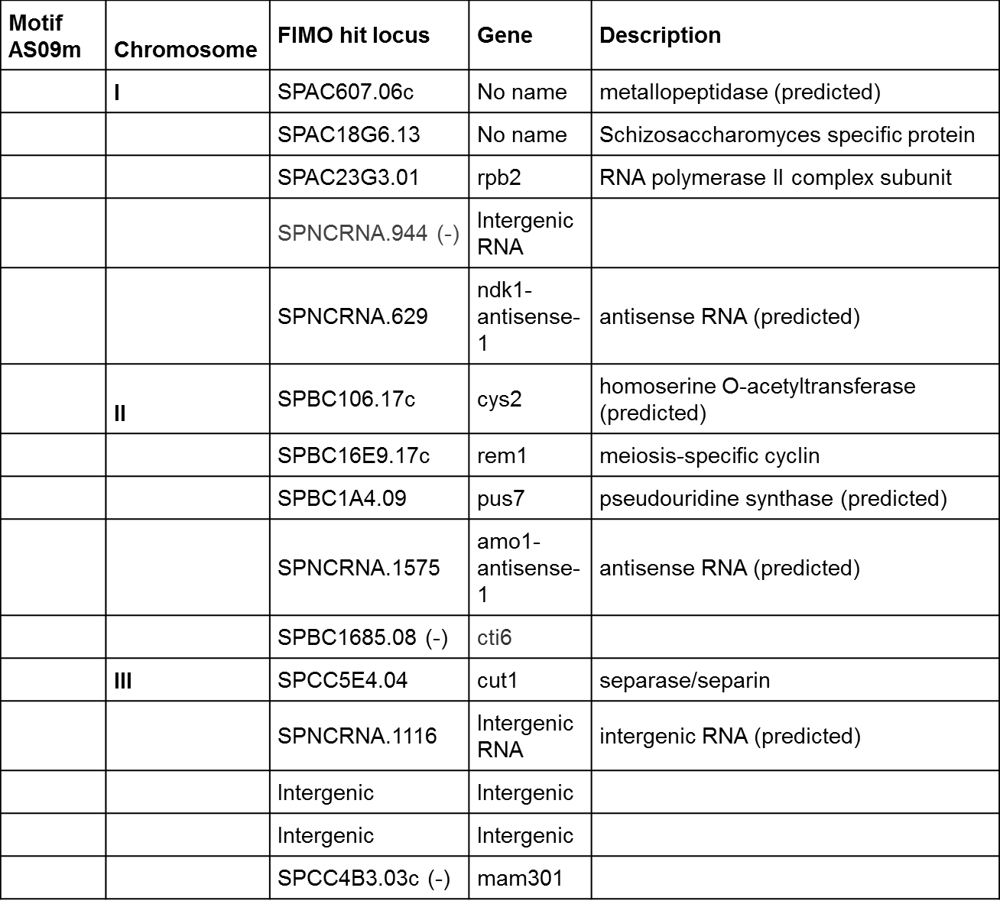 Motif
AS09m
Chromosome
FIMO hit locus
Gene
Description
I
SPAC607.06c
No name
metallopeptidase (predicted)
SPAC18G6.13
No name
Schizosaccharomyces specific protein
SPAC23G3.01
rpb2
RNA polymerase II complex subunit
SPNCRNA.944 (-)
Intergenic
RNA
SPNCRNA.629
ndk1-
antisense-
1
antisense RNA (predicted)
II
SPBC106.17c
cys2
homoserine O-acetyltransferase
(predicted)
SPBC16E9.17c
rem1
meiosis-specific cyclin
SPBC1A4.09
pus7
pseudouridine synthase (predicted)
SPNCRNA.1575
amo1-
antisense-
1
antisense RNA (predicted)
SPBC1685.08 (-)
cti6
III
SPCC5E4.04
cut1
separase/separin
SPNCRNA.1116
Intergenic
RNA
intergenic RNA (predicted)
Intergenic
Intergenic
Intergenic
Intergenic
SPCC4B3.03c (-)
mam301